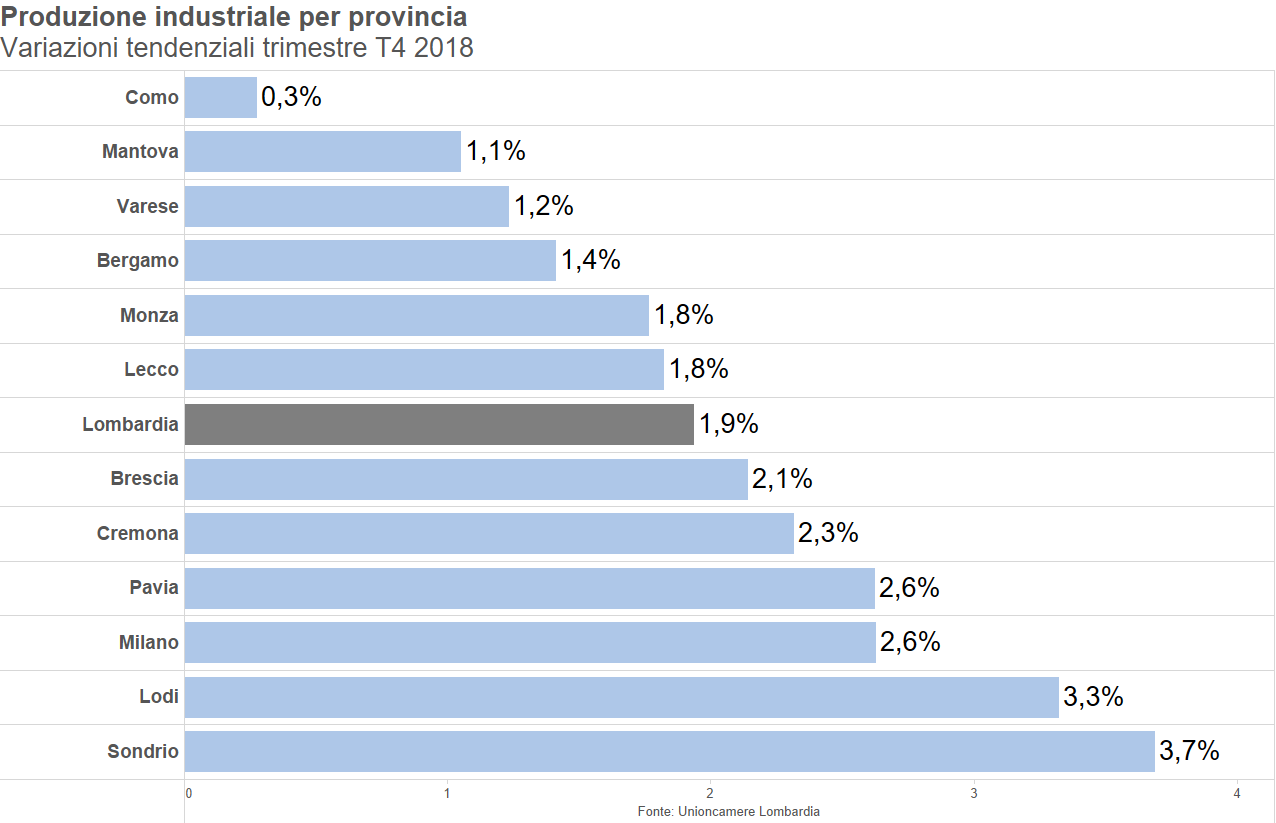 Produzione industriale per provincia
Variazioni tendenziali trimestre T4 2018
Como 0,3%
Mantova 1,1%
Varese 1,2%
Bergamo 1,4%
Monza 1,8%
Lecco 1,8%
Lombardia 1,9%
Brescia 2,1%
Cremona 2,3%
Pavia 2,6%
Milano 2,6%
Lodi 3,3%
Sondrio 3,7%
0 1 2 3 4
Fonte: Unioncamere Lombardia